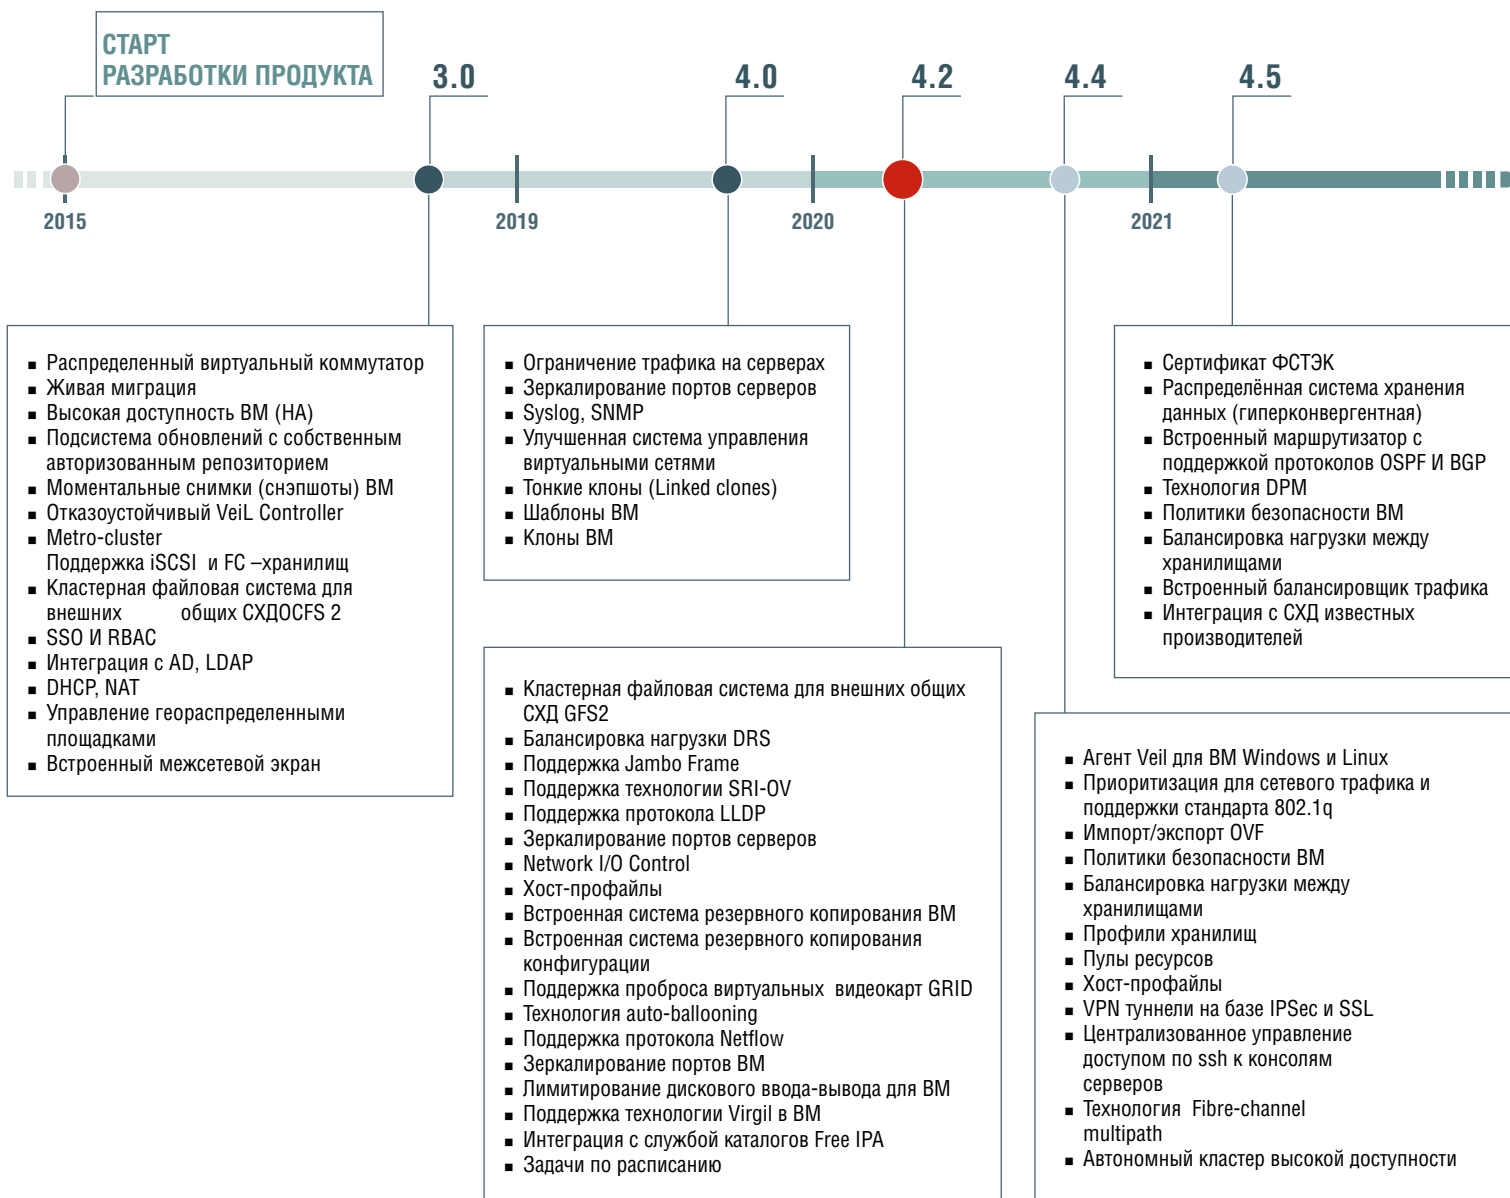 СТАРТ
РАЗРАБОТКИ ПРОДУКТА
3.0
4.0
4.2
4.4
4.5
2015
2019
2020
2021
▪ Распределенный виртуальный коммутатор
▪ Живая миграция
▪ Высокая доступность ВМ (HA)
▪ Подсистема обновлений с собственным
авторизованным репозиторием
▪ Моментальные снимки (снэпшоты) ВМ
▪ Отказоустойчивый VeiL Controller
▪ Metro-cluster
Поддержка iSCSI и FC –хранилищ
▪ Кластерная файловая система для
внешних общих СХДOCFS 2
▪ SSO И RBAC
▪ Интеграция с AD, LDAP
▪ DHCP, NAT
▪ Управление геораспределенными
площадками
▪ Встроенный межсетевой экран
▪ Ограничение трафика на серверах
▪ Зеркалирование портов серверов
▪ Syslog, SNMP
▪ Улучшенная система управления
виртуальными сетями
▪ Тонкие клоны (Linked clones)
▪ Шаблоны ВМ
▪ Клоны ВМ
▪ Кластерная файловая система для внешних общих
СХД GFS2
▪ Балансировка нагрузки DRS
▪ Поддержка Jambo Frame
▪ Поддержка технологии SRI-OV
▪ Поддержка протокола LLDP
▪ Зеркалирование портов серверов
▪ Network I/O Control
▪ Хост-профайлы
▪ Встроенная система резервного копирования ВМ
▪ Встроенная система резервного копирования
конфигурации
▪ Поддержка проброса виртуальных видеокарт GRID
▪ Технология auto-ballooning
▪ Поддержка протокола Netflow
▪ Зеркалирование портов ВМ
▪ Лимитирование дискового ввода-вывода для ВМ
▪ Поддержка технологии Virgil в ВМ
▪ Интеграция с службой каталогов Free IPA
▪ Задачи по расписанию
▪ Агент Veil для ВМ Windows и Linux
▪ Приоритизация для сетевого трафика и
поддержки стандарта 802.1q
▪ Импорт/экспорт OVF
▪ Политики безопасности ВМ
▪ Балансировка нагрузки между
хранилищами
▪ Профили хранилищ
▪ Пулы ресурсов
▪ Хост-профайлы
▪ VPN туннели на базе IPSec и SSL
▪ Централизованное управление
доступом по ssh к консолям
серверов
▪ Технология Fibre-channel
multipath
▪ Автономный кластер высокой доступности
▪ Сертификат ФСТЭК
▪ Распределённая система хранения
данных (гиперконвергентная)
▪ Встроенный маршрутизатор с
поддержкой протоколов OSPF И BGP
▪ Технология DPM
▪ Политики безопасности ВМ
▪ Балансировка нагрузки между
хранилищами
▪ Встроенный балансировщик трафика
▪ Интеграция с СХД известных
производителей